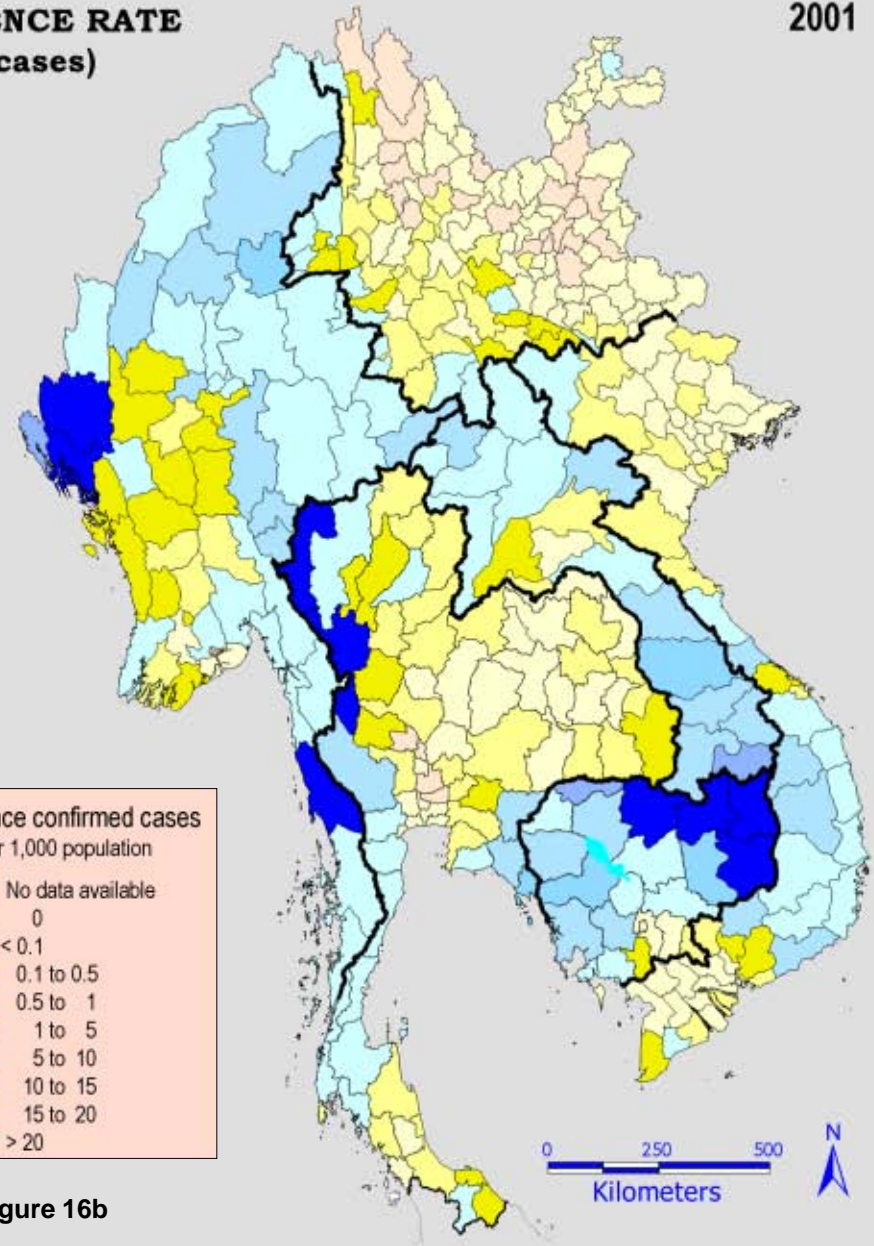 NCE RATE
cases)
2001
ce confirmed cases
r 1,000 population
No data available
0
< 0.1
0.1 to 0.5
0.5 to 1
1 to 5
5 to 10
10 to 15
15 to 20
> 20
gure 16b
0 250 500
Kilometers
N